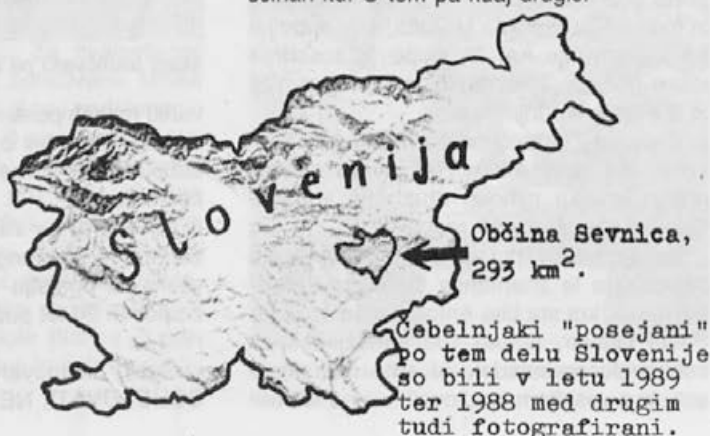 Slovenija
Občina Sevnica,
293 km².
Čebelnjaki "posejani"
po tem delu Slovenije
so bili v letu 1989
ter 1988 med drugim
tudi fotografirani.